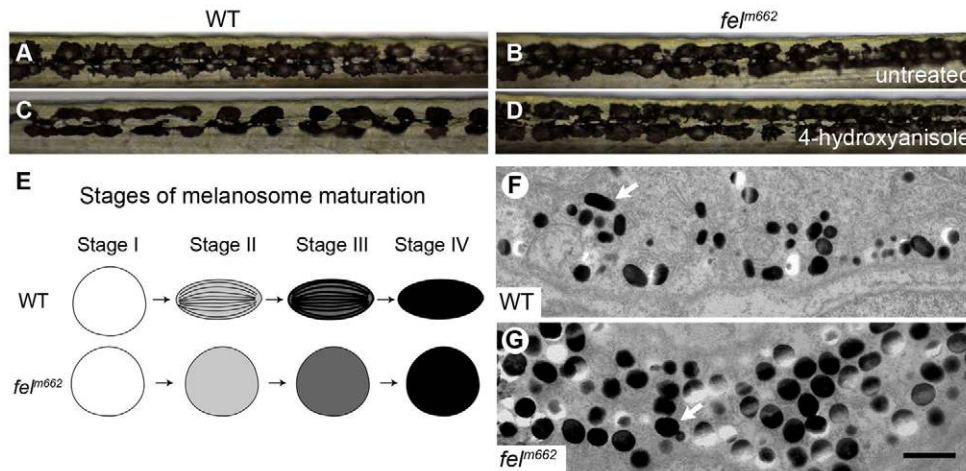 WT
fel^m662
A
B
untreated
C
D
4-hydroxyanisole
E
Stages of melanosome maturation
Stage I Stage II Stage III Stage IV
WT
fel^m662
F
WT
G
fel^m662